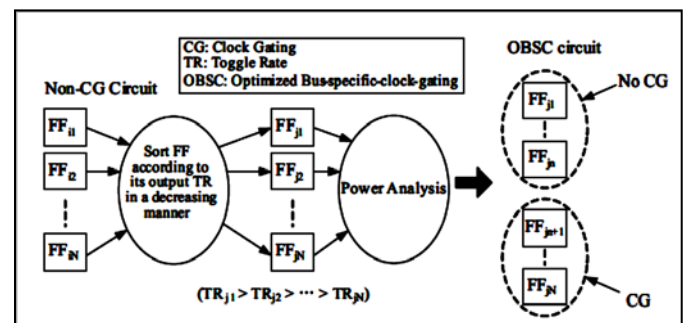 CG: Clock Gating
TR: Toggle Rate
OBSC: Optimized Bus-specific-clock-gating
OBSC circuit
Non-CG Circuit
No CG
FFi1
FFi2
FFiN
Sort FF
according to
its output TR
in a decreasing
manner
FFj1
FFj2
FFjN
Power Analysis
(TRj1 > TRj2 > ··· > TRjN)
FFj1
FFjn
FFjn+1
FFjN
CG